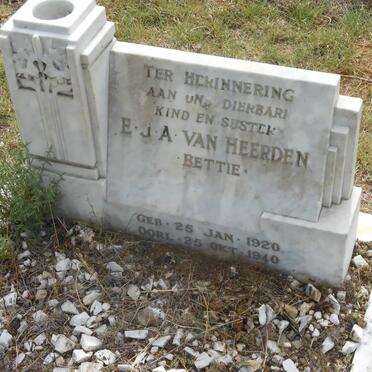 TER HERINNERING
AAN ONS DIERBARE
KIND EN SUSTER
E. J. A. VAN HEERDEN
BETTIE
GEB. 25 JAN. 1920
OORL. 25 OKT. 1940